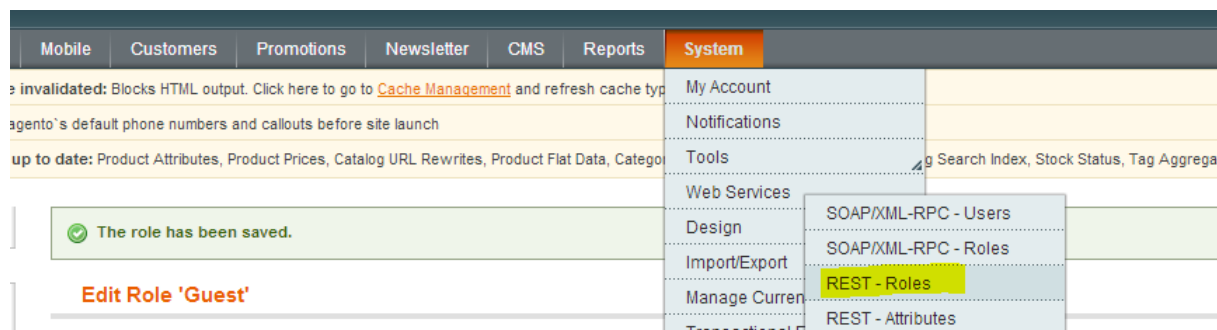 Mobile Customers Promotions Newsletter CMS Reports System
invalidated: Blocks HTML output. Click here to go to Cache Management and refresh cache
agento`s default phone numbers and callouts before site launch
up to date: Product Attributes, Product Prices, Catalog URL Rewrites, Product Flat Data,
Search Index, Stock Status, Tag
My Account
Notifications
Tools
Web Services
Design
Import/Export
Manage
SOAP/XML-RPC - Users
SOAP/XML-RPC - Roles
REST - Roles
REST - Attributes
The role has been saved.
Edit Role 'Guest'